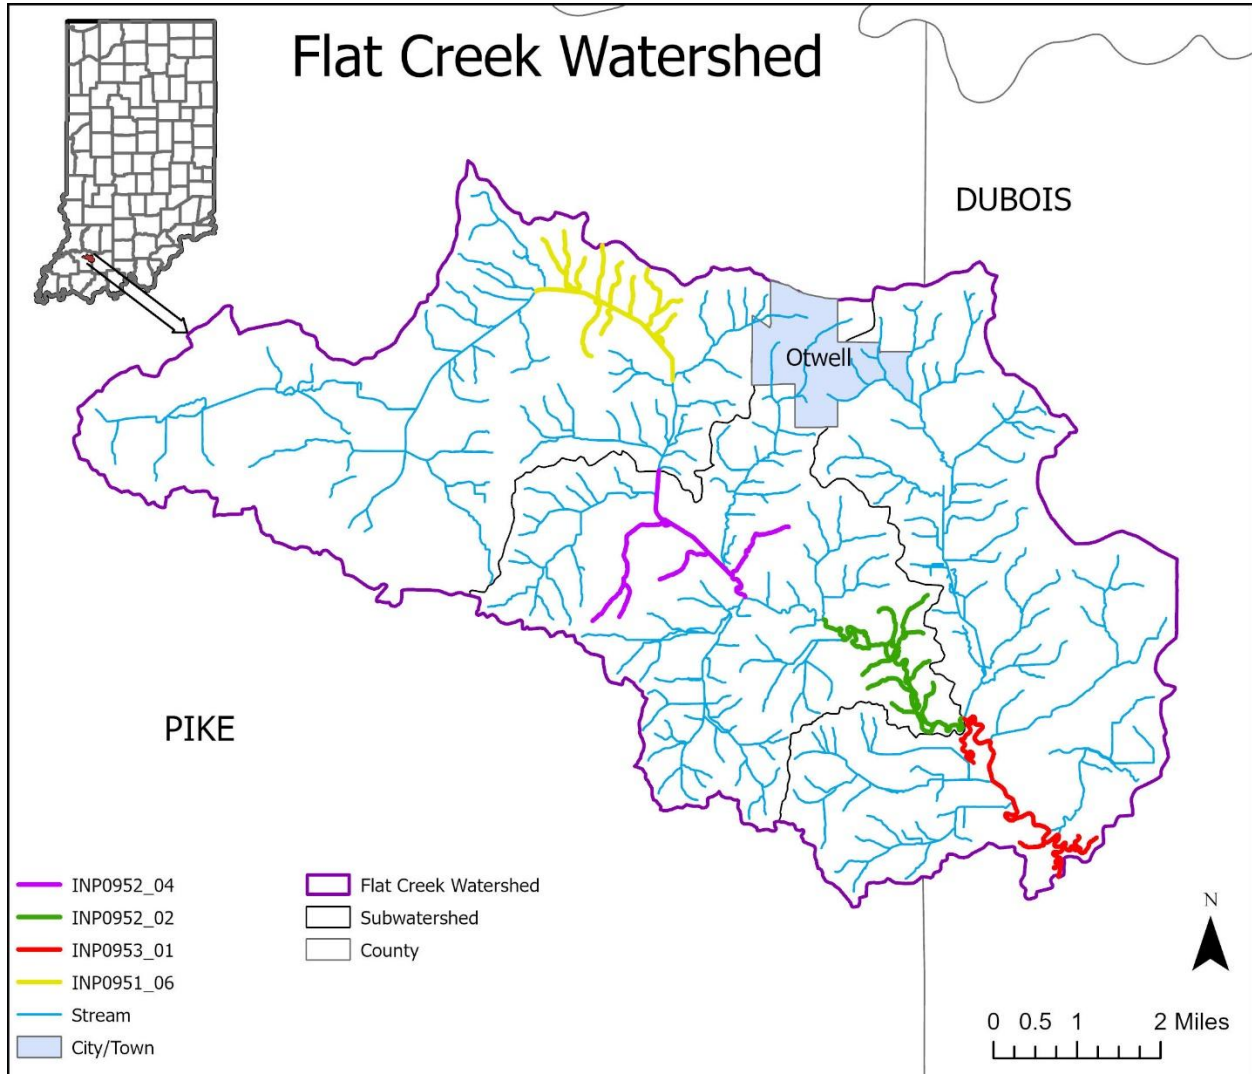 Flat Creek Watershed
DUBOIS
Otwell
PIKE
INP0952_04
INP0952_02
INP0953_01
INP0951_06
Stream
City/Town
Flat Creek Watershed
Subwatershed
County
N
0 0.5 1 2 Miles